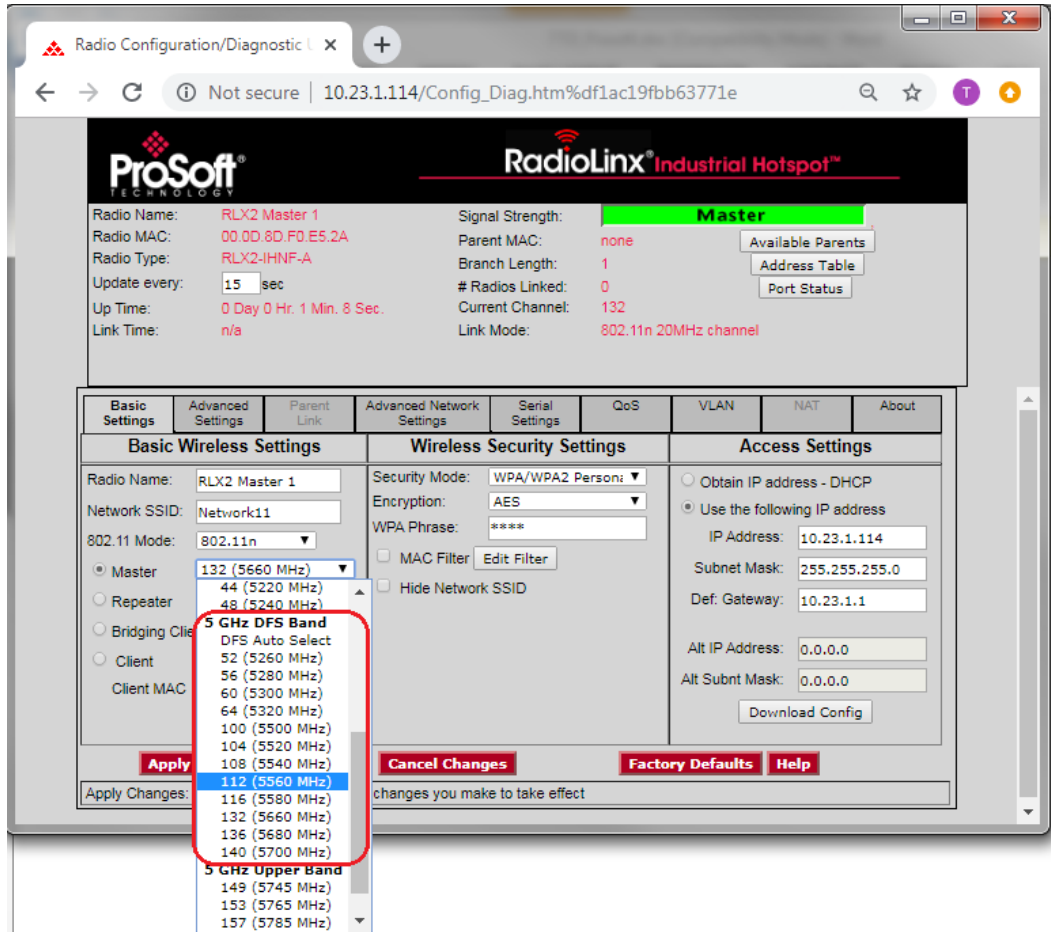 Radio Configuration/Diagnostic
Not secure | 10.23.1.114/Config_Diag.htm%df1ac19fbb63771e
T
ProSoft®
TECHNOLOGY
RadioLinx® Industrial Hotspot™
Radio Name: RLX2 Master 1 Signal Strength: Master
Radio MAC: 00.0D.8D.F0.E5.2A Parent MAC: none Available Parents
Radio Type: RLX2-IHNF-A Branch Length: 1 Address Table
Update every: 15 sec # Radios Linked: 0 Port Status
Up Time: 0 Day 0 Hr. 1 Min. 8 Sec. Current Channel: 132
Link Time: n/a Link Mode: 802.11n 20MHz channel
Basic Settings Advanced Settings Parent Link Advanced Network Settings Serial Settings QoS VLAN NAT About
Basic Wireless Settings Wireless Security Settings Access Settings
Radio Name: RLX2 Master 1 Security Mode: WPA/WPA2 Persona Obtain IP address - DHCP
Network SSID: Network11 Encryption: AES Use the following IP address
802.11 Mode: 802.11n WPA Phrase: **** IP Address: 10.23.1.114
Master 132 (5660 MHz) MAC Filter Edit Filter Subnet Mask: 255.255.255.0
44 (5220 MHz) Hide Network SSID
Repeater 48 (5240 MHz) Def: Gateway: 10.23.1.1
5 GHz DFS Band
Bridging Clie DFS Auto Select Alt IP Address: 0.0.0.0
Client 52 (5260 MHz)
56 (5280 MHz) Alt Subnt Mask: 0.0.0.0
Client MAC 60 (5300 MHz)
64 (5320 MHz) Download Config
100 (5500 MHz)
104 (5520 MHz)
Apply 108 (5540 MHz) Cancel Changes Factory Defaults Help
112 (5560 MHz)
Apply Changes: 116 (5580 MHz) changes you make to take effect
132 (5660 MHz)
136 (5680 MHz)
140 (5700 MHz)
5 GHz Upper Band
149 (5745 MHz)
153 (5765 MHz)
157 (5785 MHz)